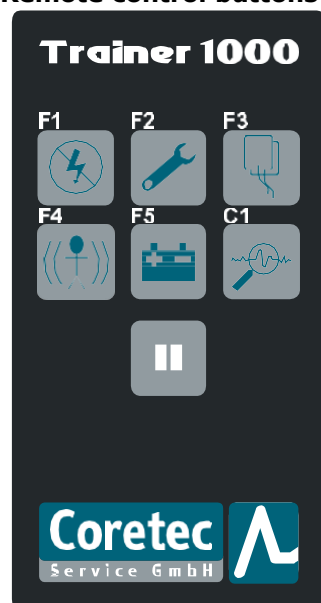 Remote control buttons
Trainer 1000
F1 F2 F3
F4 F5 C1
Coretec
Service GmbH